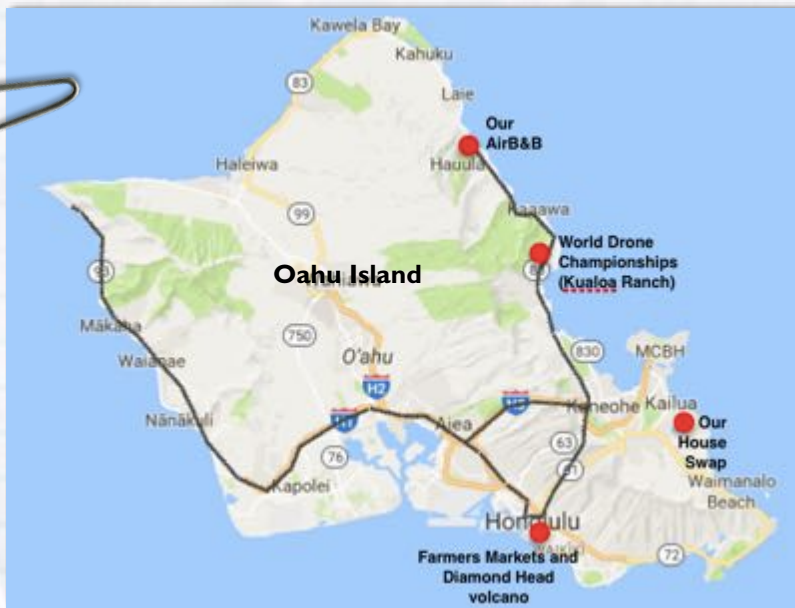 Kawela Bay
Kahuku
83
Laie
Our
AirB&B
Haleiwa
Hauula
99
Kaaawa
World Drone
Championships
(Kualoa Ranch)
Oahu Island
93
Mākaha
750
O'ahu
830
MCBH
Waianae
H2
Kaneohe
Kailua
Nānākuli
H1
Aiea
Our
House
Swap
76
63
61
Waimanalo
Beach
Kapolei
Honolulu
72
Farmers Markets and
Diamond Head
volcano